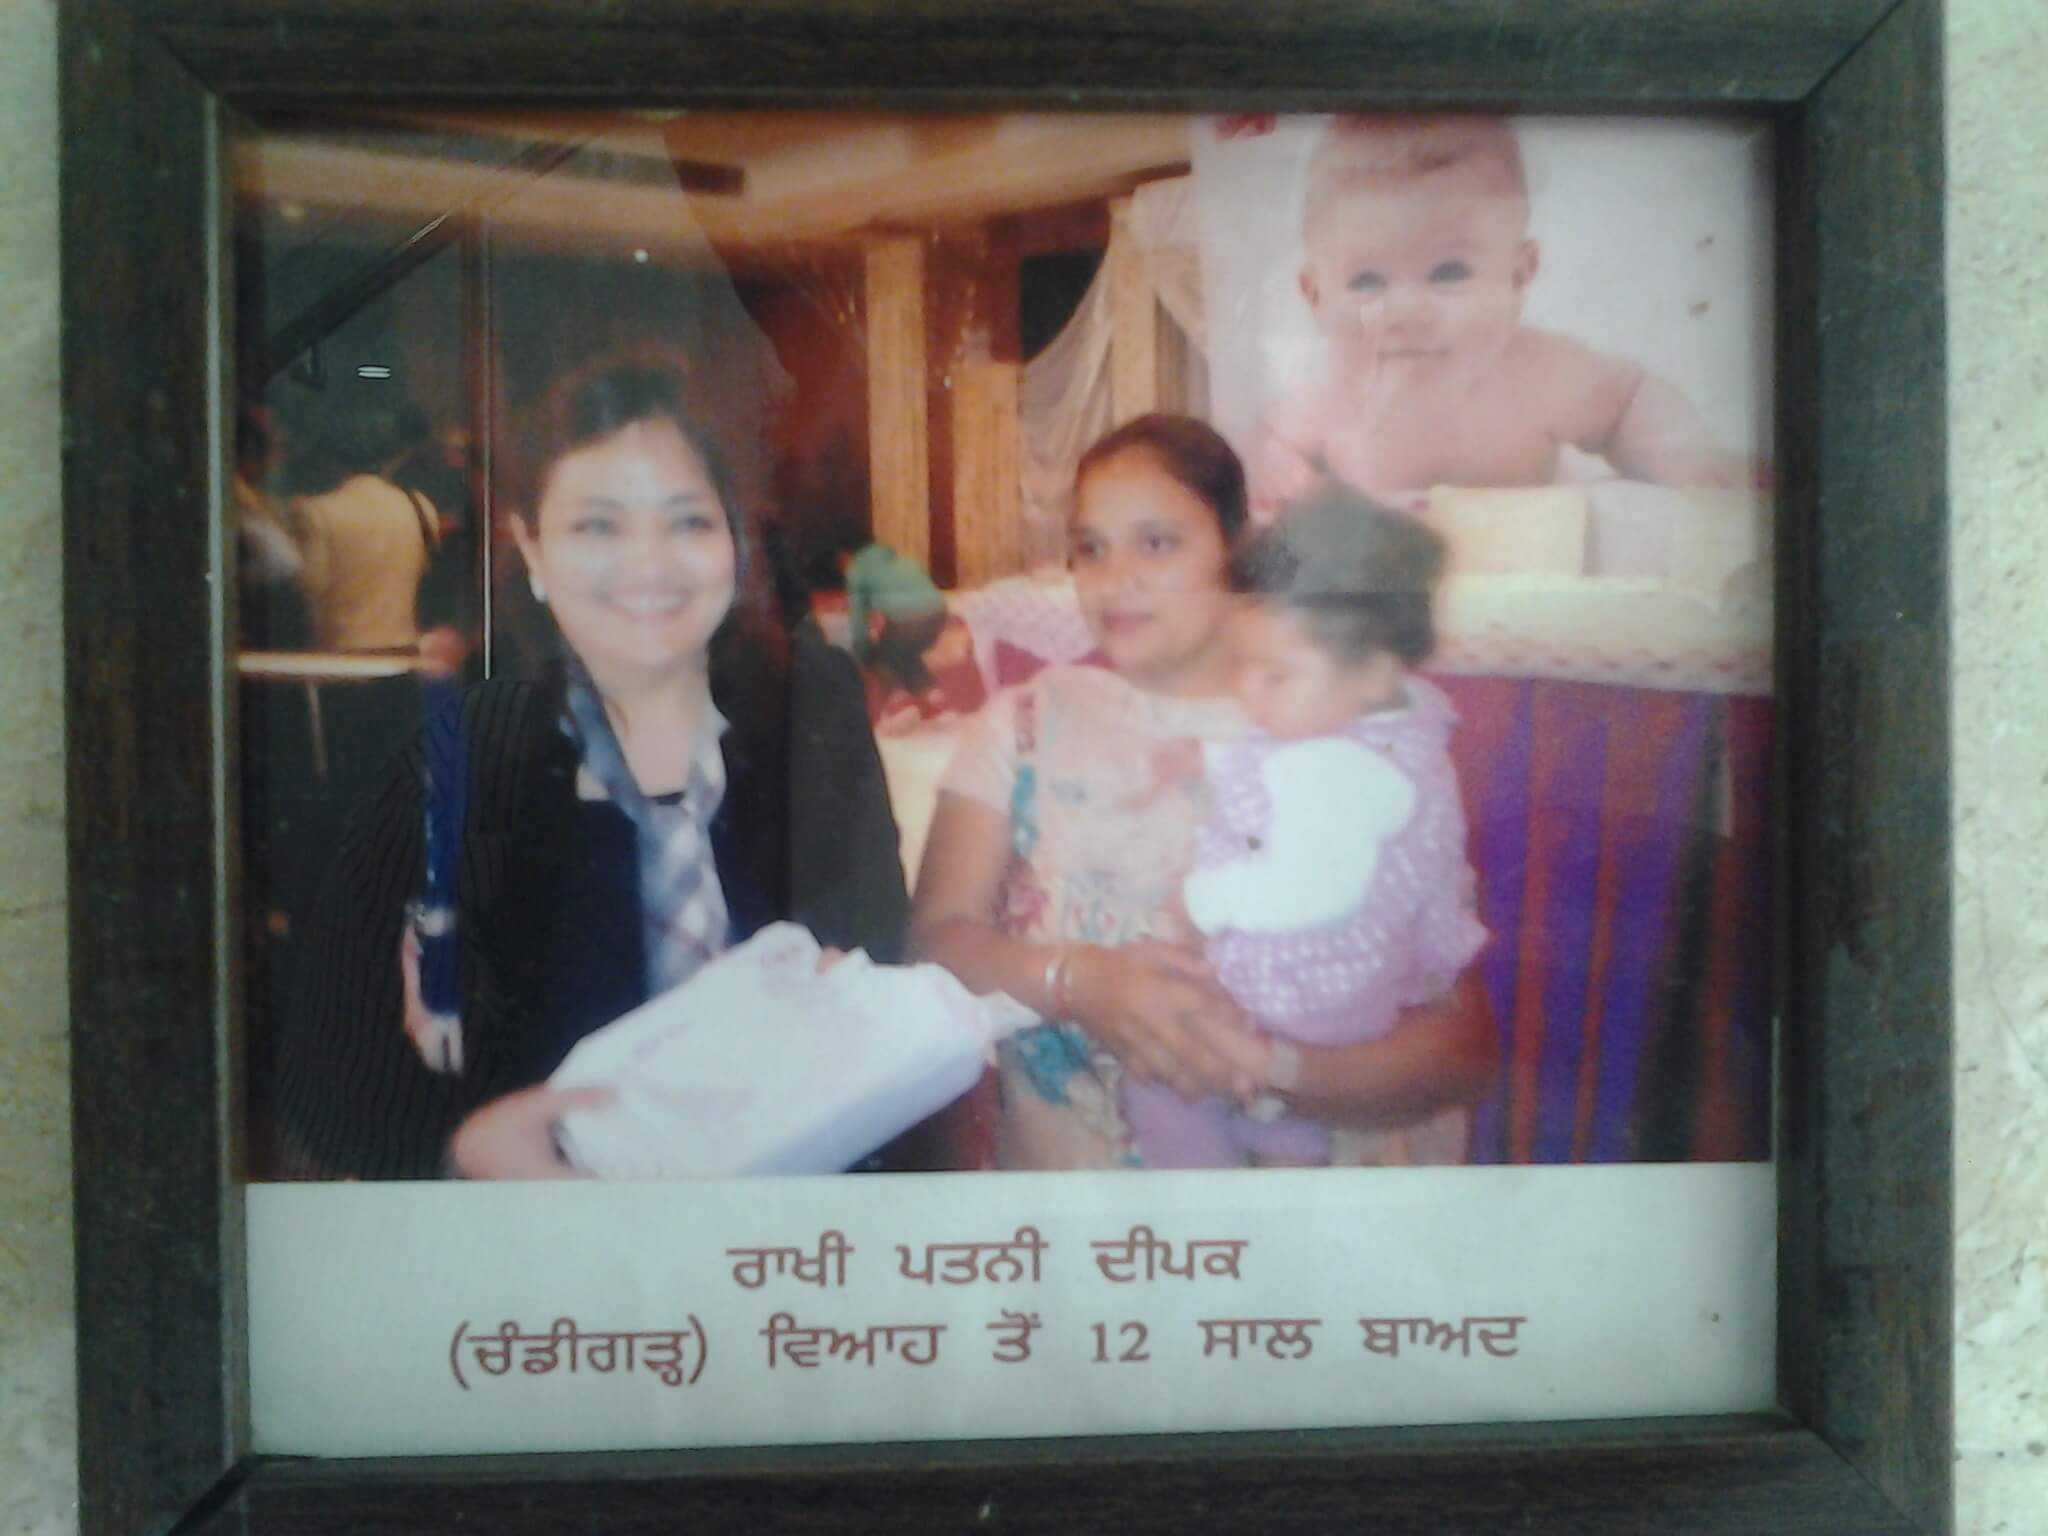 ਰਾਖੀ ਪਤਨੀ ਦੀਪਕ
(ਚੰਡੀਗੜ੍ਹ) ਵਿਆਹ ਤੋਂ 12 ਸਾਲ ਬਾਅਦ